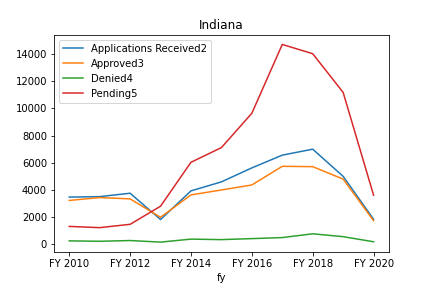 Indiana
Applications Received2
Approved3
Denied4
Pending5
14000
12000
10000
8000
6000
4000
2000
0
FY 2010 FY 2012 FY 2014 FY 2016 FY 2018 FY 2020
fy